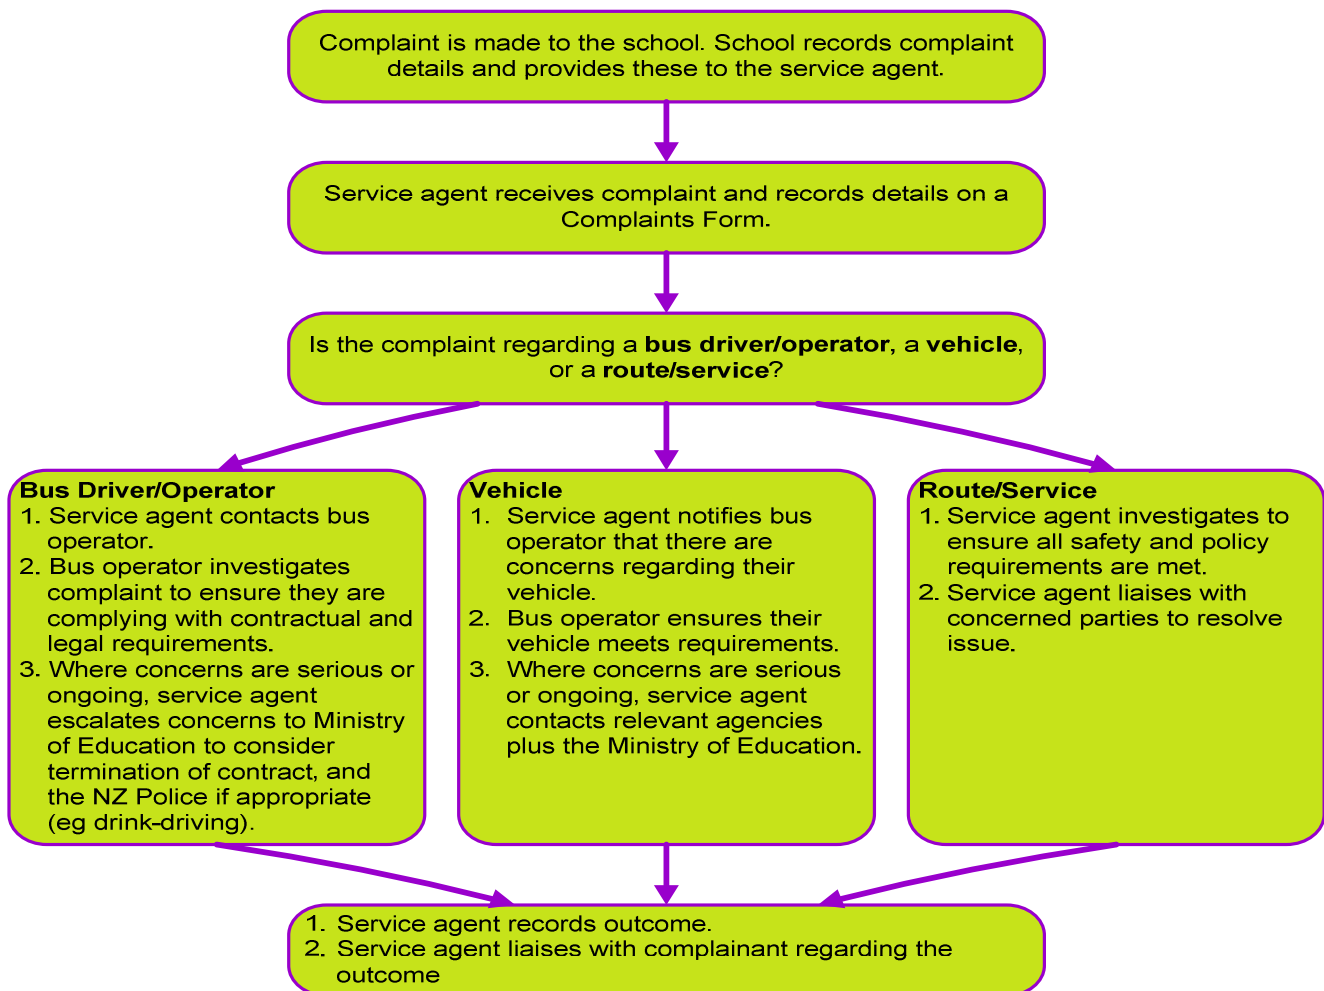 Complaint is made to the school. School records complaint
details and provides these to the service agent.
Service agent receives complaint and records details on a
Complaints Form.
Is the complaint regarding a bus driver/operator, a vehicle,
or a route/service?
Bus Driver/Operator
1. Service agent contacts bus
operator.
2. Bus operator investigates
complaint to ensure they are
complying with contractual and
legal requirements.
3. Where concerns are serious or
ongoing, service agent
escalates concerns to Ministry
of Education to consider
termination of contract, and
the NZ Police if appropriate
(eg drink-driving).
Vehicle
1. Service agent notifies bus
operator that there are
concerns regarding their
vehicle.
2. Bus operator ensures their
vehicle meets requirements.
3. Where concerns are serious
or ongoing, service agent
contacts relevant agencies
plus the Ministry of Education.
Route/Service
1. Service agent investigates to
ensure all safety and policy
requirements are met.
2. Service agent liaises with
concerned parties to resolve
issue.
1. Service agent records outcome.
2. Service agent liaises with complainant regarding the
outcome